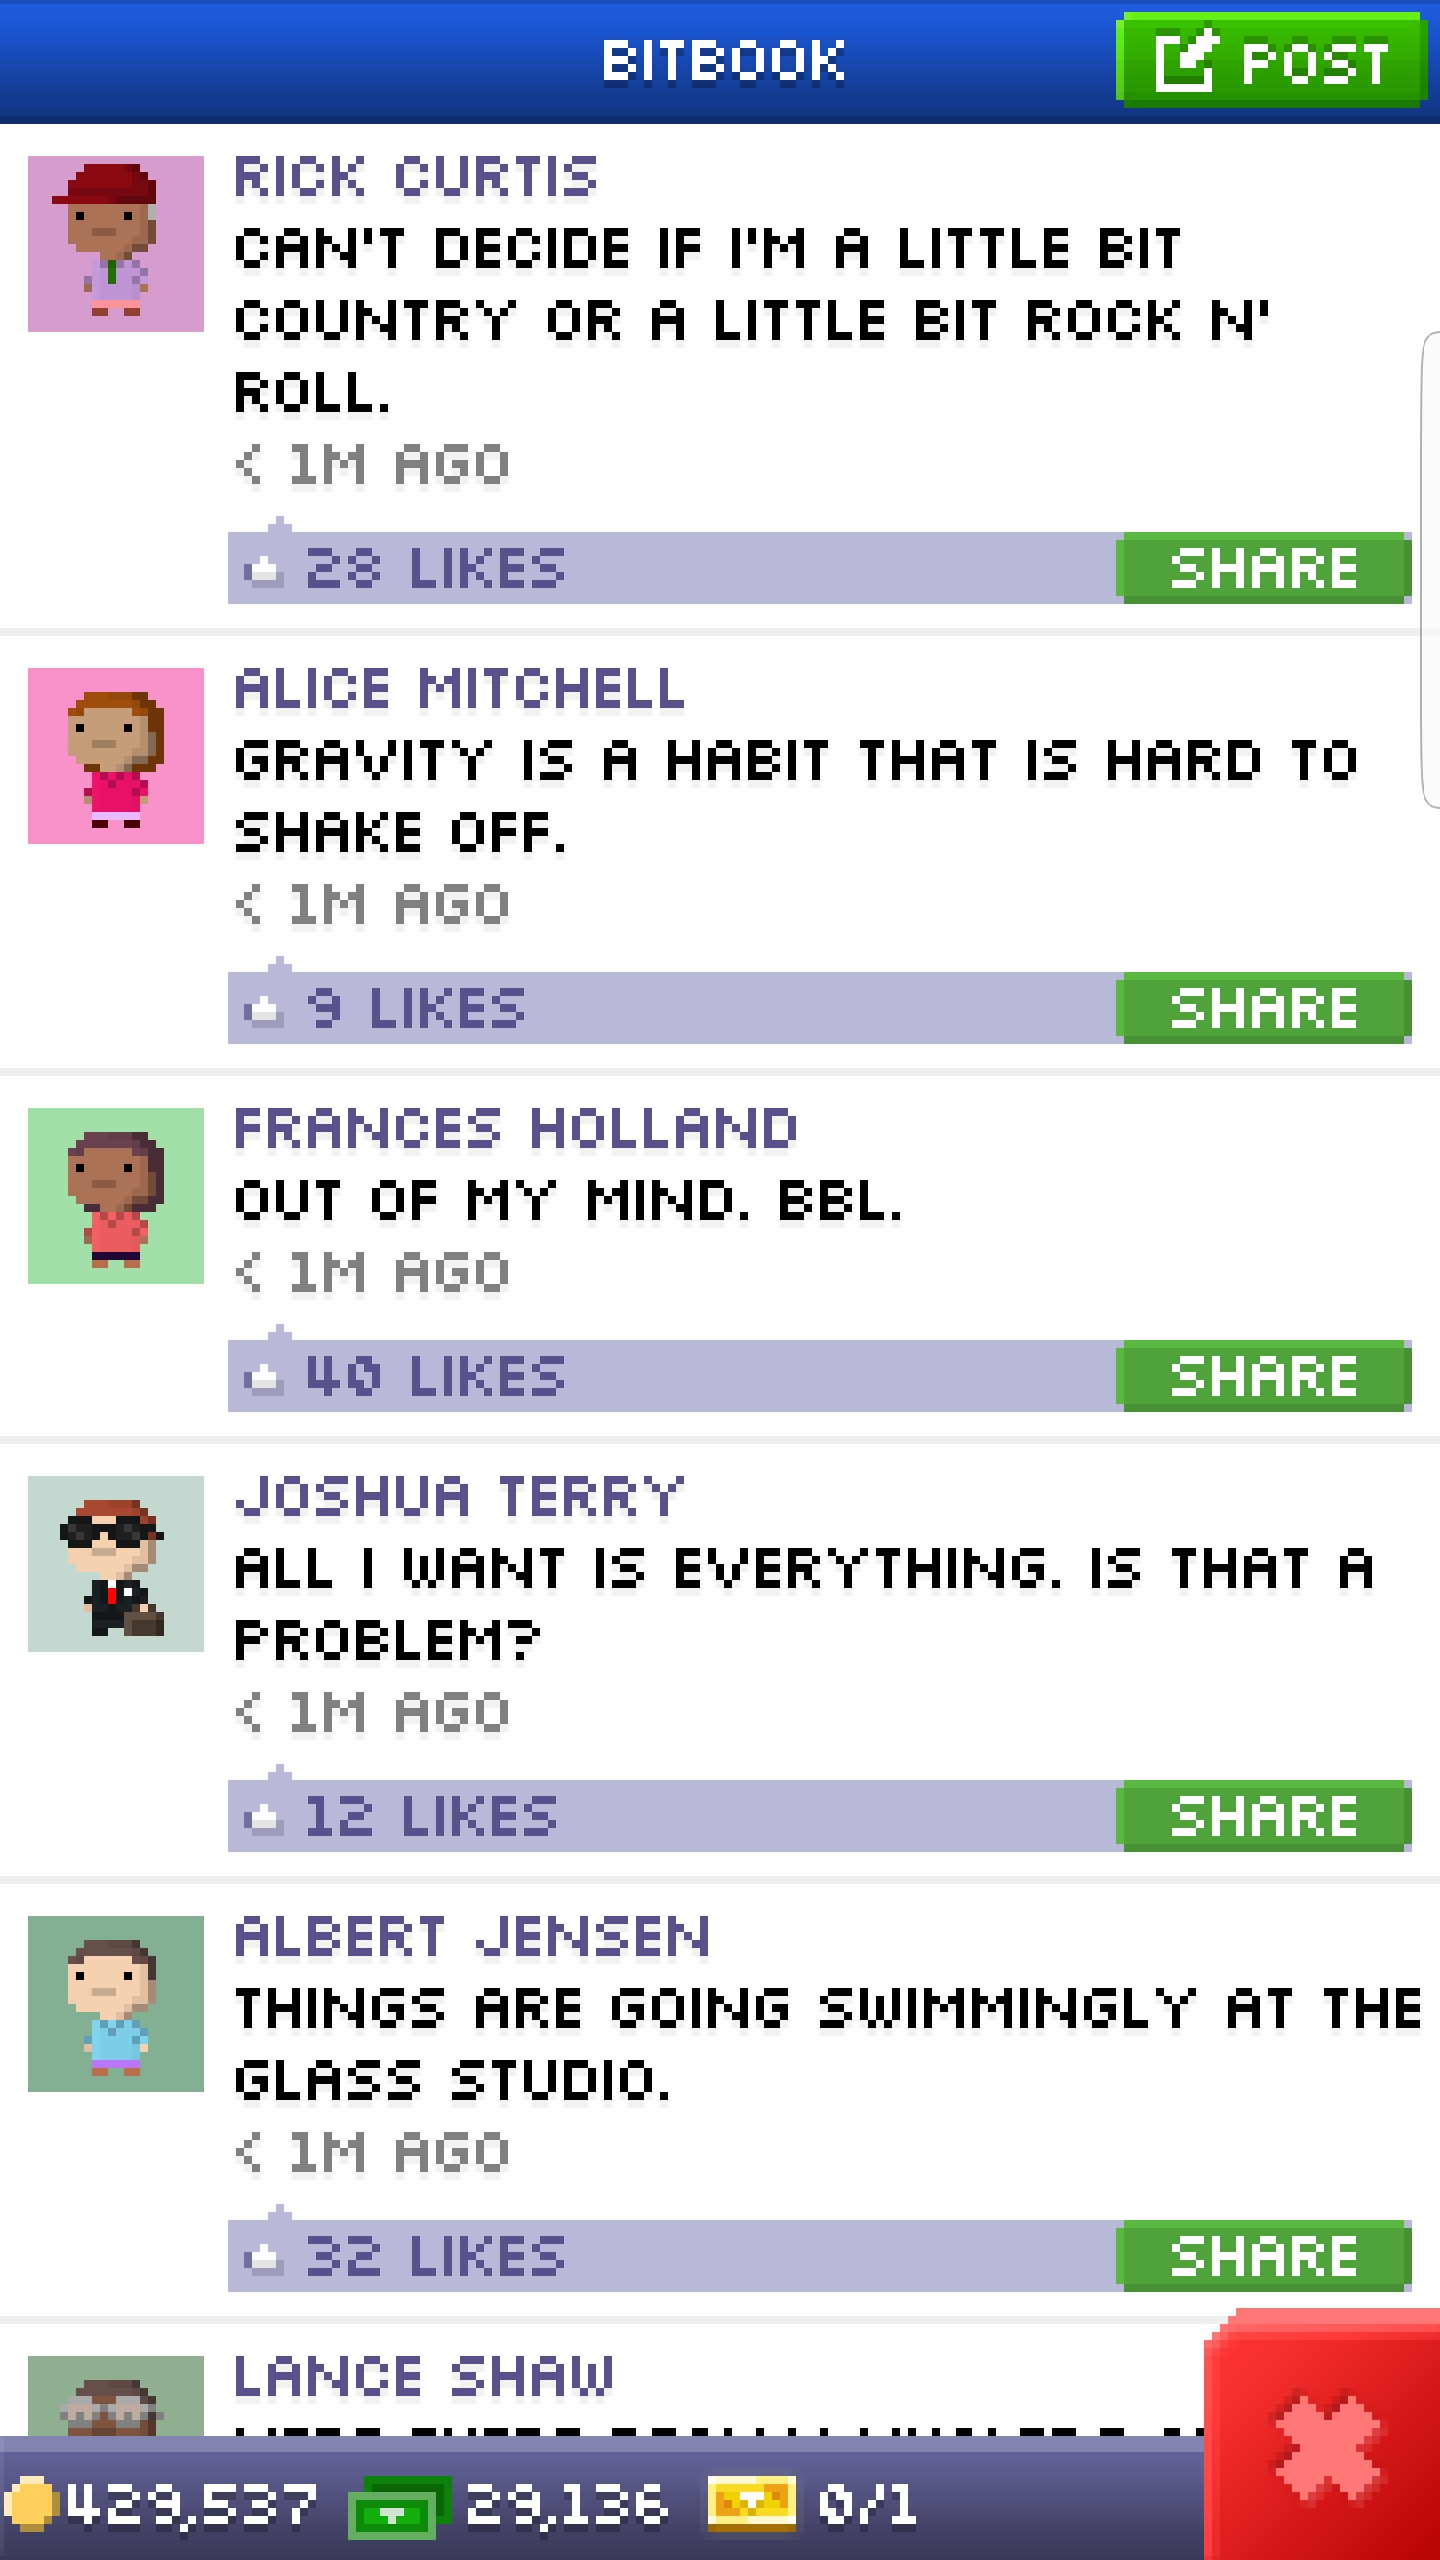 BITBOOK
POST
RICK CURTIS
CAN'T DECIDE IF I'M A LITTLE BIT
COUNTRY OR A LITTLE BIT ROCK N'
ROLL.
< 1M AGO
28 LIKES
SHARE
ALICE MITCHELL
GRAVITY IS A HABIT THAT IS HARD TO
SHAKE OFF.
< 1M AGO
9 LIKES
SHARE
FRANCES HOLLAND
OUT OF MY MIND. BBL.
< 1M AGO
40 LIKES
SHARE
JOSHUA TERRY
ALL I WANT IS EVERYTHING. IS THAT A
PROBLEM?
< 1M AGO
12 LIKES
SHARE
ALBERT JENSEN
THINGS ARE GOING SWIMMINGLY AT THE
GLASS STUDIO.
< 1M AGO
32 LIKES
SHARE
LANCE SHAW
429,537
29,136
0/1